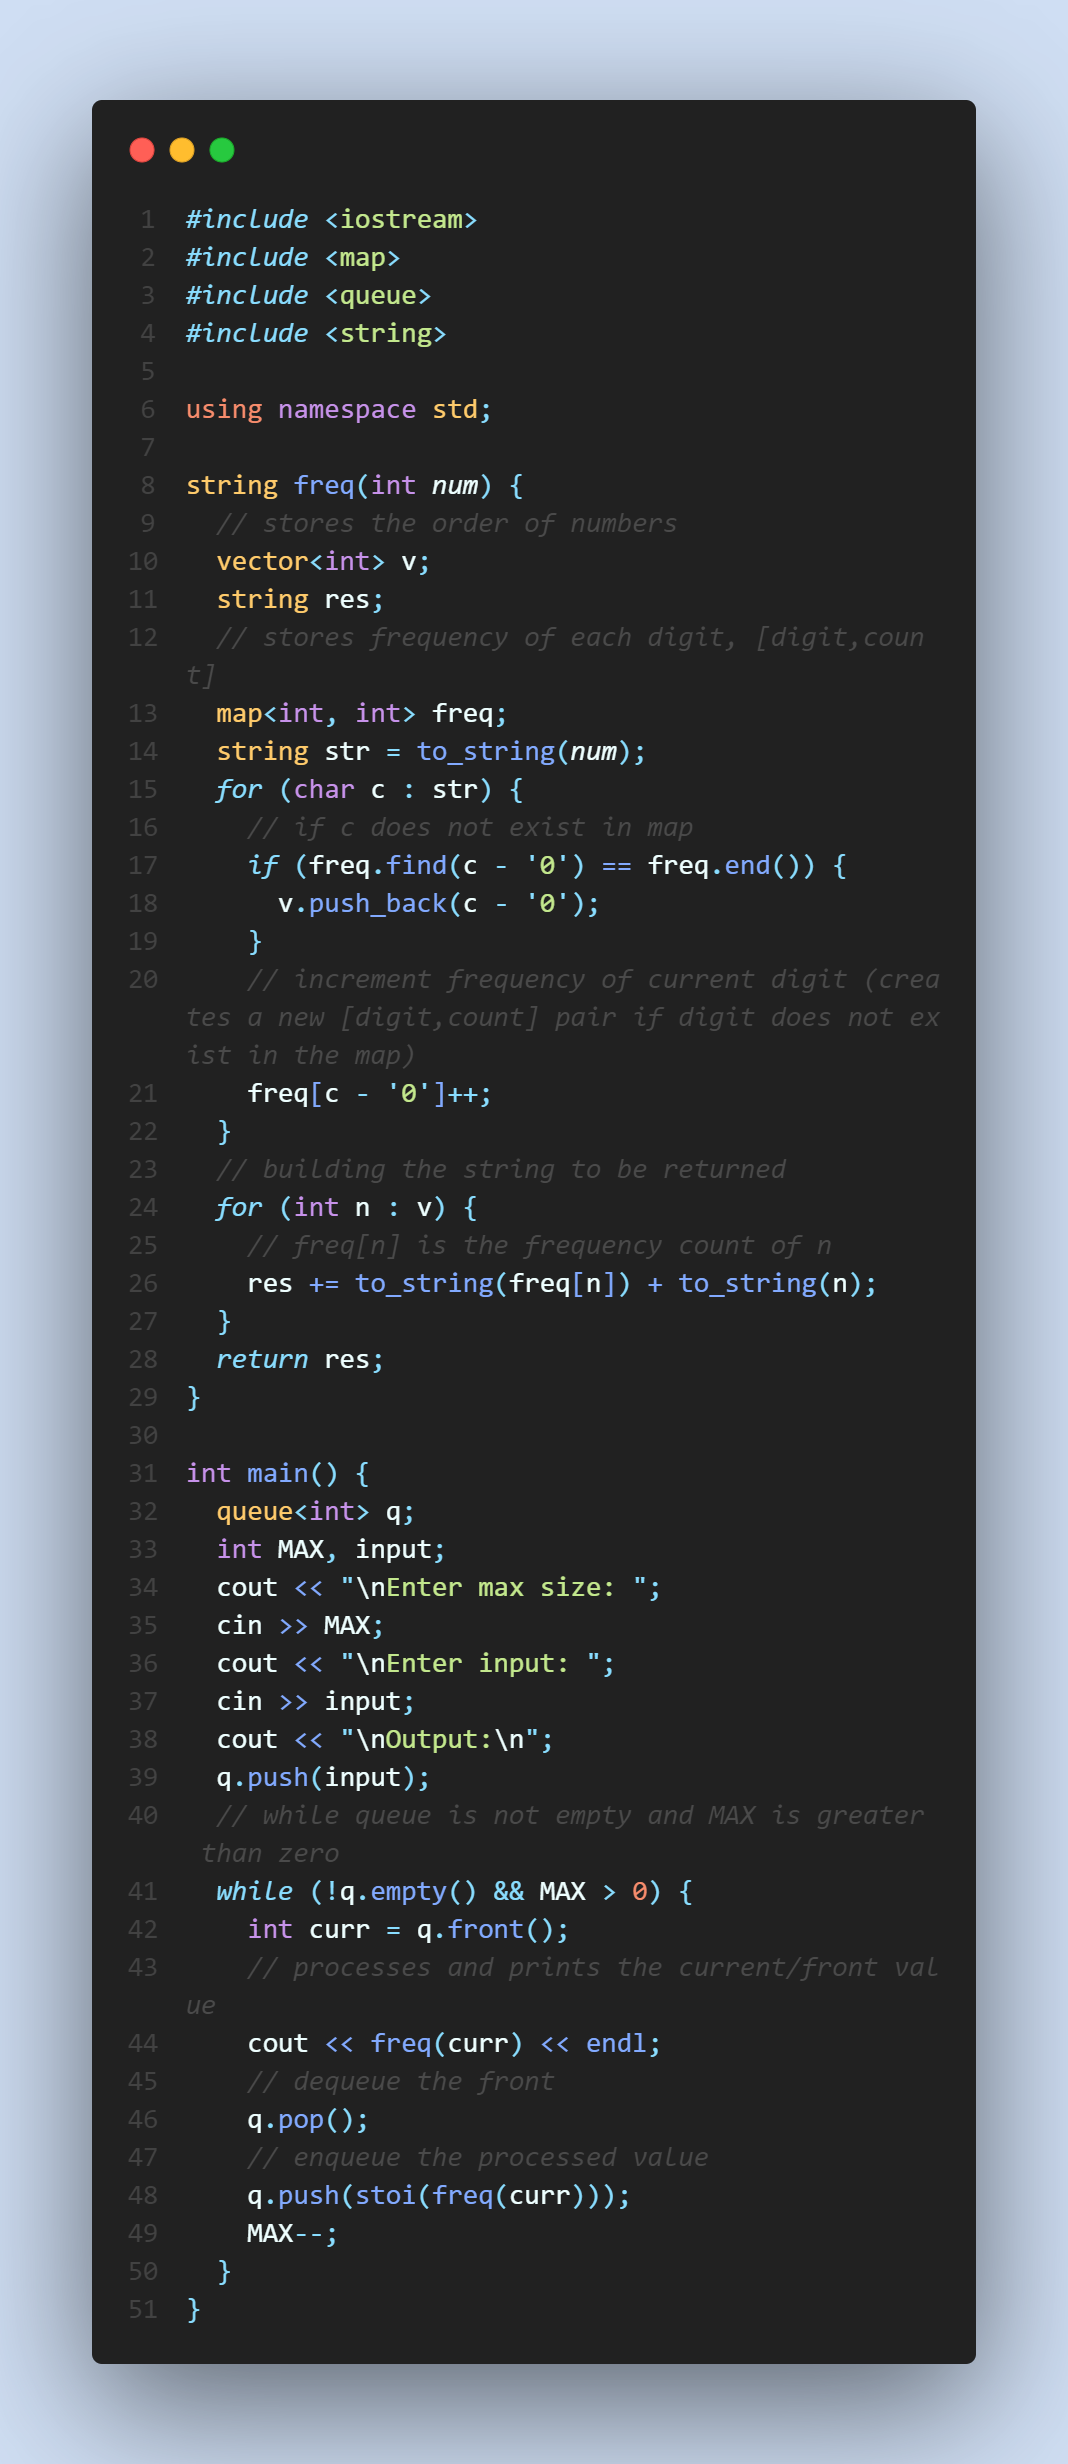 1 #include <iostream>
2 #include <map>
3 #include <queue>
4 #include <string>
5
6 using namespace std;
7
8 string freq(int num) {
9   // stores the order of numbers
10   vector<int> v;
11   string res;
12   // stores frequency of each digit, [digit,coun
t]
13   map<int, int> freq;
14   string str = to_string(num);
15   for (char c : str) {
16     // if c does not exist in map
17     if (freq.find(c - '0') == freq.end()) {
18       v.push_back(c - '0');
19     }
20     // increment frequency of current digit (crea
tes a new [digit,count] pair if digit does not ex
ist in the map)
21     freq[c - '0']++;
22   }
23   // building the string to be returned
24   for (int n : v) {
25     // freq[n] is the frequency count of n
26     res += to_string(freq[n]) + to_string(n);
27   }
28   return res;
29 }
30
31 int main() {
32   queue<int> q;
33   int MAX, input;
34   cout << "\nEnter max size: ";
35   cin >> MAX;
36   cout << "\nEnter input: ";
37   cin >> input;
38   cout << "\nOutput:\n";
39   q.push(input);
40   // while queue is not empty and MAX is greater
 than zero
41   while (!q.empty() && MAX > 0) {
42     int curr = q.front();
43     // processes and prints the current/front val
ue
44     cout << freq(curr) << endl;
45     // dequeue the front
46     q.pop();
47     // enqueue the processed value
48     q.push(stoi(freq(curr)));
49     MAX--;
50   }
51 }